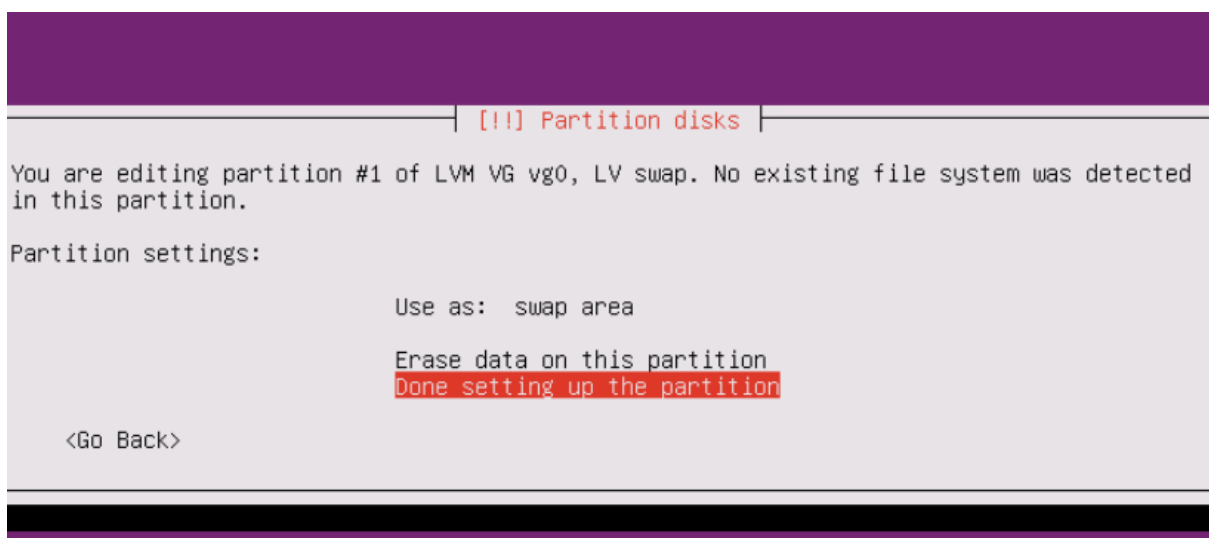 [!!] Partition disks
You are editing partition #1 of LVM VG vg0, LV swap. No existing file system was detected
in this partition.
Partition settings:
Use as: swap area
Erase data on this partition
Done setting up the partition
<Go Back>